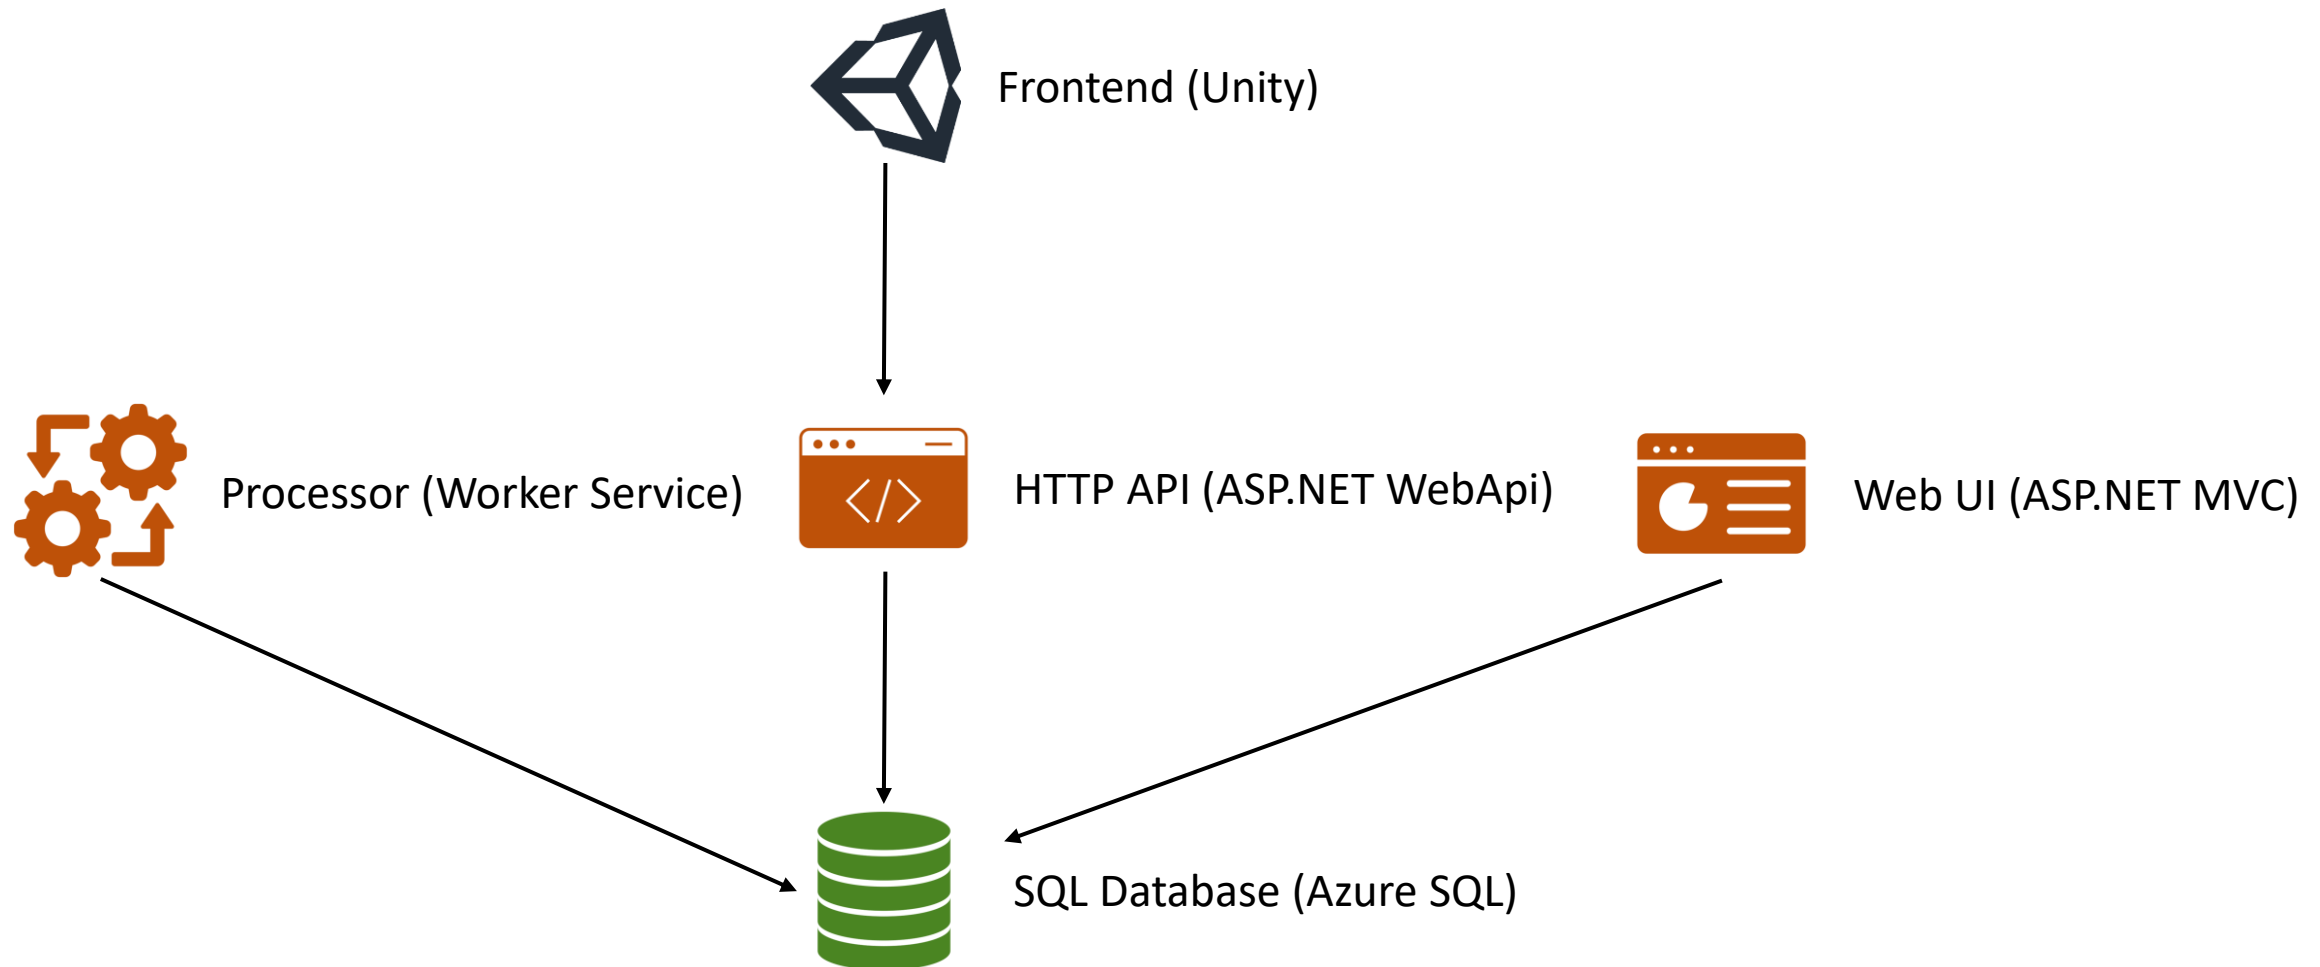 Frontend (Unity)
Processor (Worker Service)
HTTP API (ASP.NET WebApi)
Web UI (ASP.NET MVC)
SQL Database (Azure SQL)